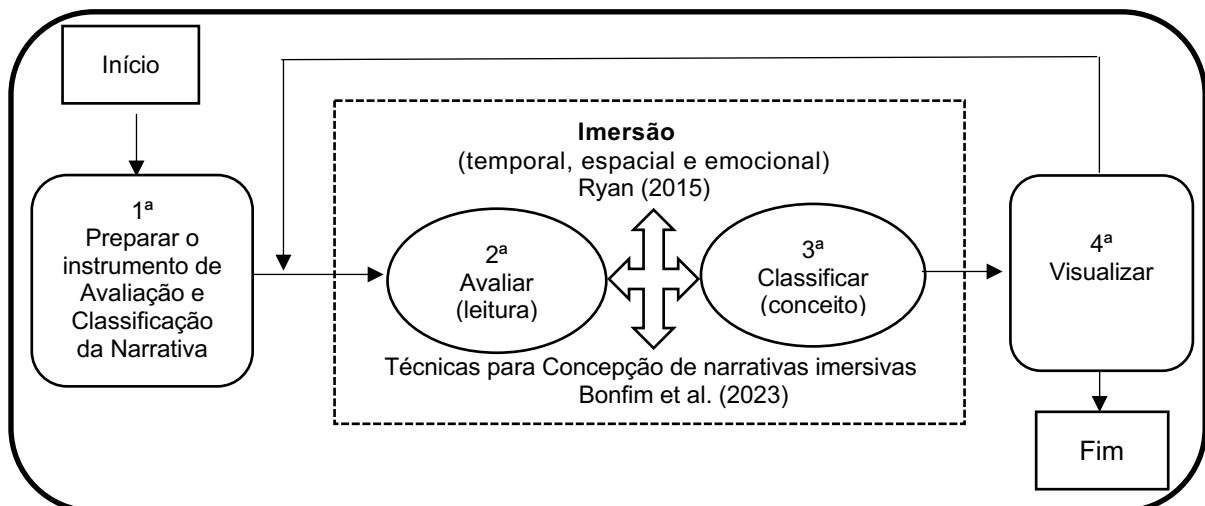 Início
1ª
Preparar o
instrumento de
Avaliação e
Classificação
da Narrativa
Imersão
(temporal, espacial e emocional)
Ryan (2015)
2ª
Avaliar
(leitura)
3ª
Classificar
(conceito)
Técnicas para Concepção de narrativas imersivas
Bonfim et al. (2023)
4ª
Visualizar
Fim